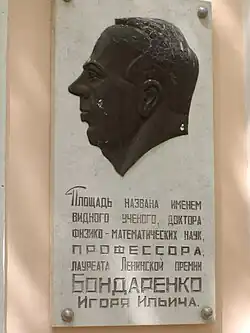 Площадь названа именем
видного ученого, доктора
физико-математических наук,
профессора,
лауреата Ленинской премии
Бондаренко
Игоря Ильича.